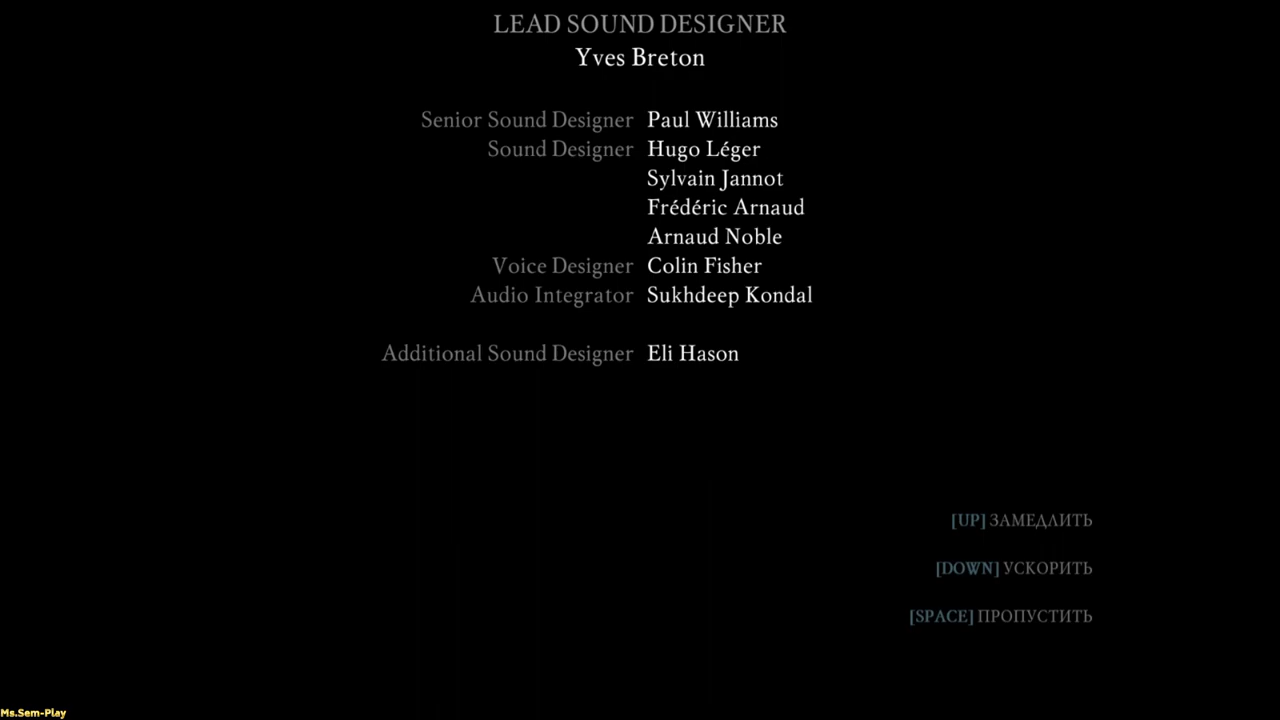 LEAD SOUND DESIGNER
Yves Breton
Senior Sound Designer Paul Williams
Sound Designer Hugo Léger
Sylvain Jannot
Frédéric Arnaud
Arnaud Noble
Voice Designer Colin Fisher
Audio Integrator Sukhdeep Kondal
Additional Sound Designer Eli Hason
[UP] ЗАМЕДЛИТЬ
[DOWN] УСКОРИТЬ
[SPACE] ПРОПУСТИТЬ
Ms.Sem-Play